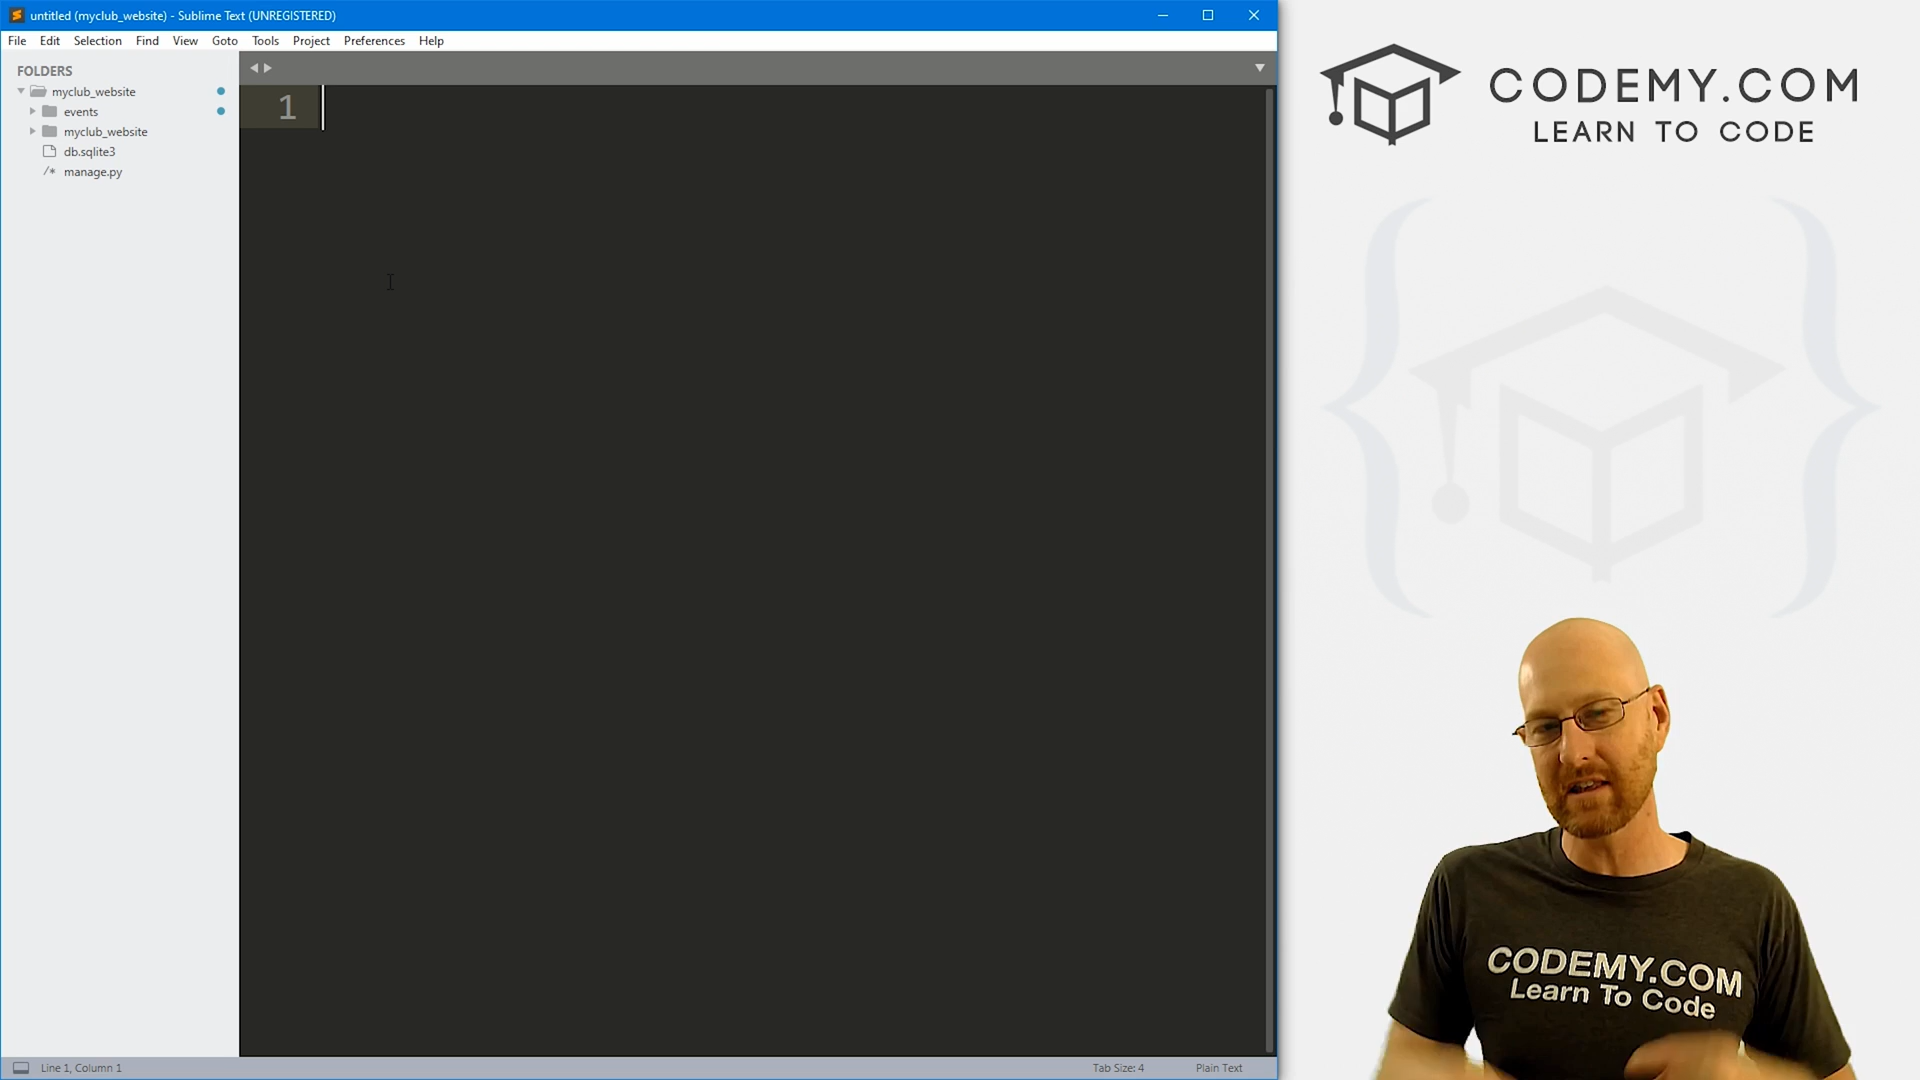 untitled (myclub_website) - Sublime Text (UNREGISTERED)
File Edit Selection Find View Goto Tools Project Preferences Help
FOLDERS
myclub_website
events
myclub_website
db.sqlite3
/* manage.py
1
Line 1, Column 1
Tab Size: 4
Plain Text
CODEMY.COM
LEARN TO CODE
CODEMY.COM
Learn To Code